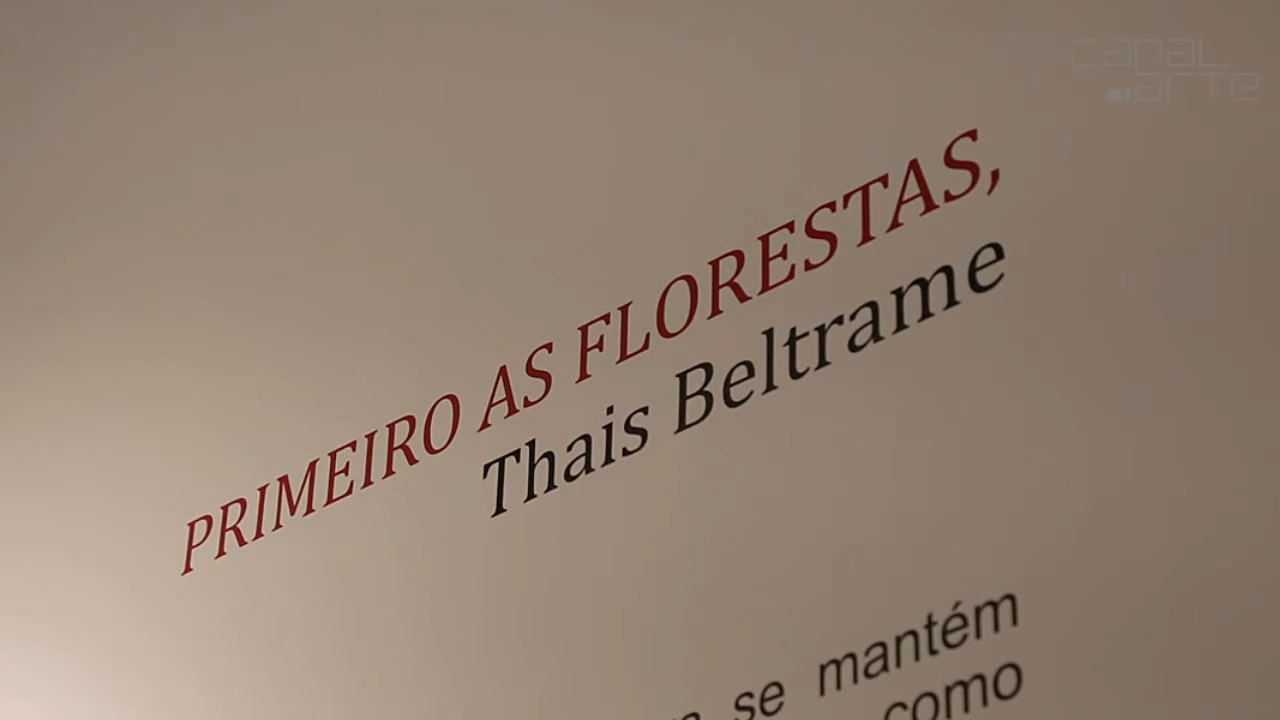 canal
arte
PRIMEIRO AS FLORESTAS,
Thais Beltrame
se mantém
como